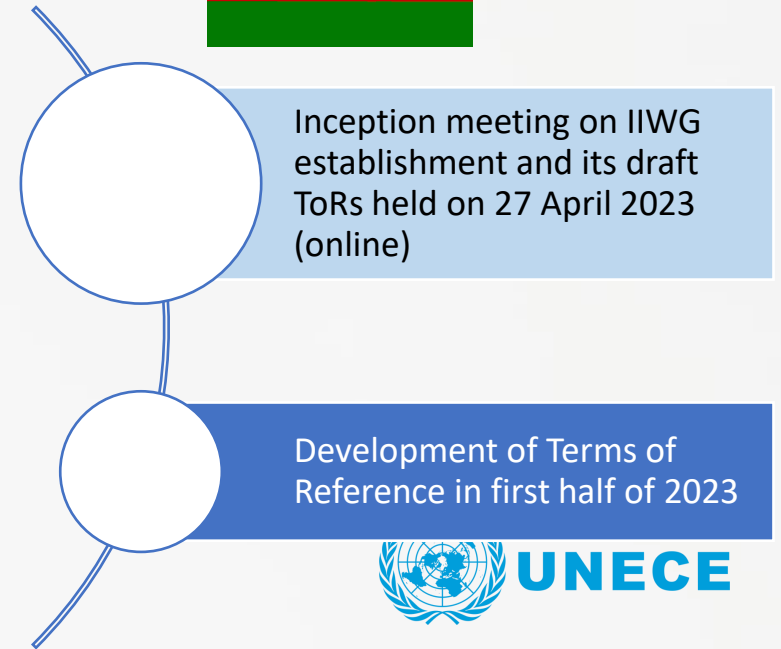 Inception meeting on IIWG
establishment and its draft
ToRs held on 27 April 2023
(online)
Development of Terms of
Reference in first half of 2023
UNECE